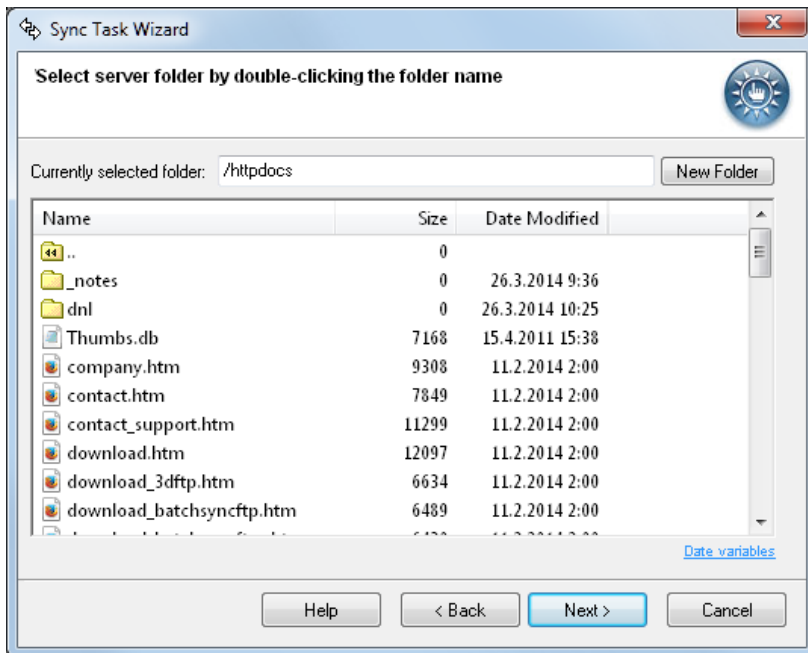 Sync Task Wizard
Select server folder by double-clicking the folder name
Currently selected folder: /httpdocs New Folder
Name Size Date Modified
.. 0
_notes 0 26.3.2014 9:36
dnl 0 26.3.2014 10:25
Thumbs.db 7168 15.4.2011 15:38
company.htm 9308 11.2.2014 2:00
contact.htm 7849 11.2.2014 2:00
contact_support.htm 11299 11.2.2014 2:00
download.htm 12097 11.2.2014 2:00
download_3dftp.htm 6634 11.2.2014 2:00
download_batchsyncftp.htm 6489 11.2.2014 2:00
Date variables
Help < Back Next > Cancel